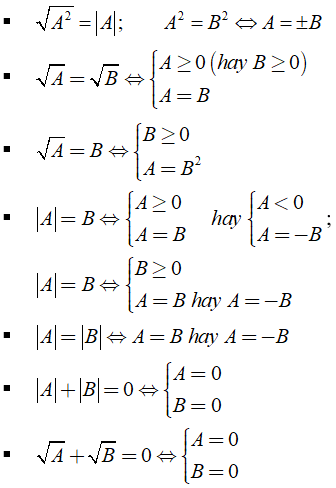 ▪ √A² = |A|;   A² = B² ⇔ A = ±B
▪ √A = √B ⇔ { A ≥ 0 (hay B ≥ 0)
A = B
▪ √A = B ⇔ { B ≥ 0
A = B²
▪ |A| = B ⇔ { A ≥ 0   hay { A < 0 ;
A = B   A = −B
|A| = B ⇔ { B ≥ 0
A = B hay A = −B
▪ |A| = |B| ⇔ A = B hay A = −B
▪ |A| + |B| = 0 ⇔ { A = 0
B = 0
▪ √A + √B = 0 ⇔ { A = 0
B = 0